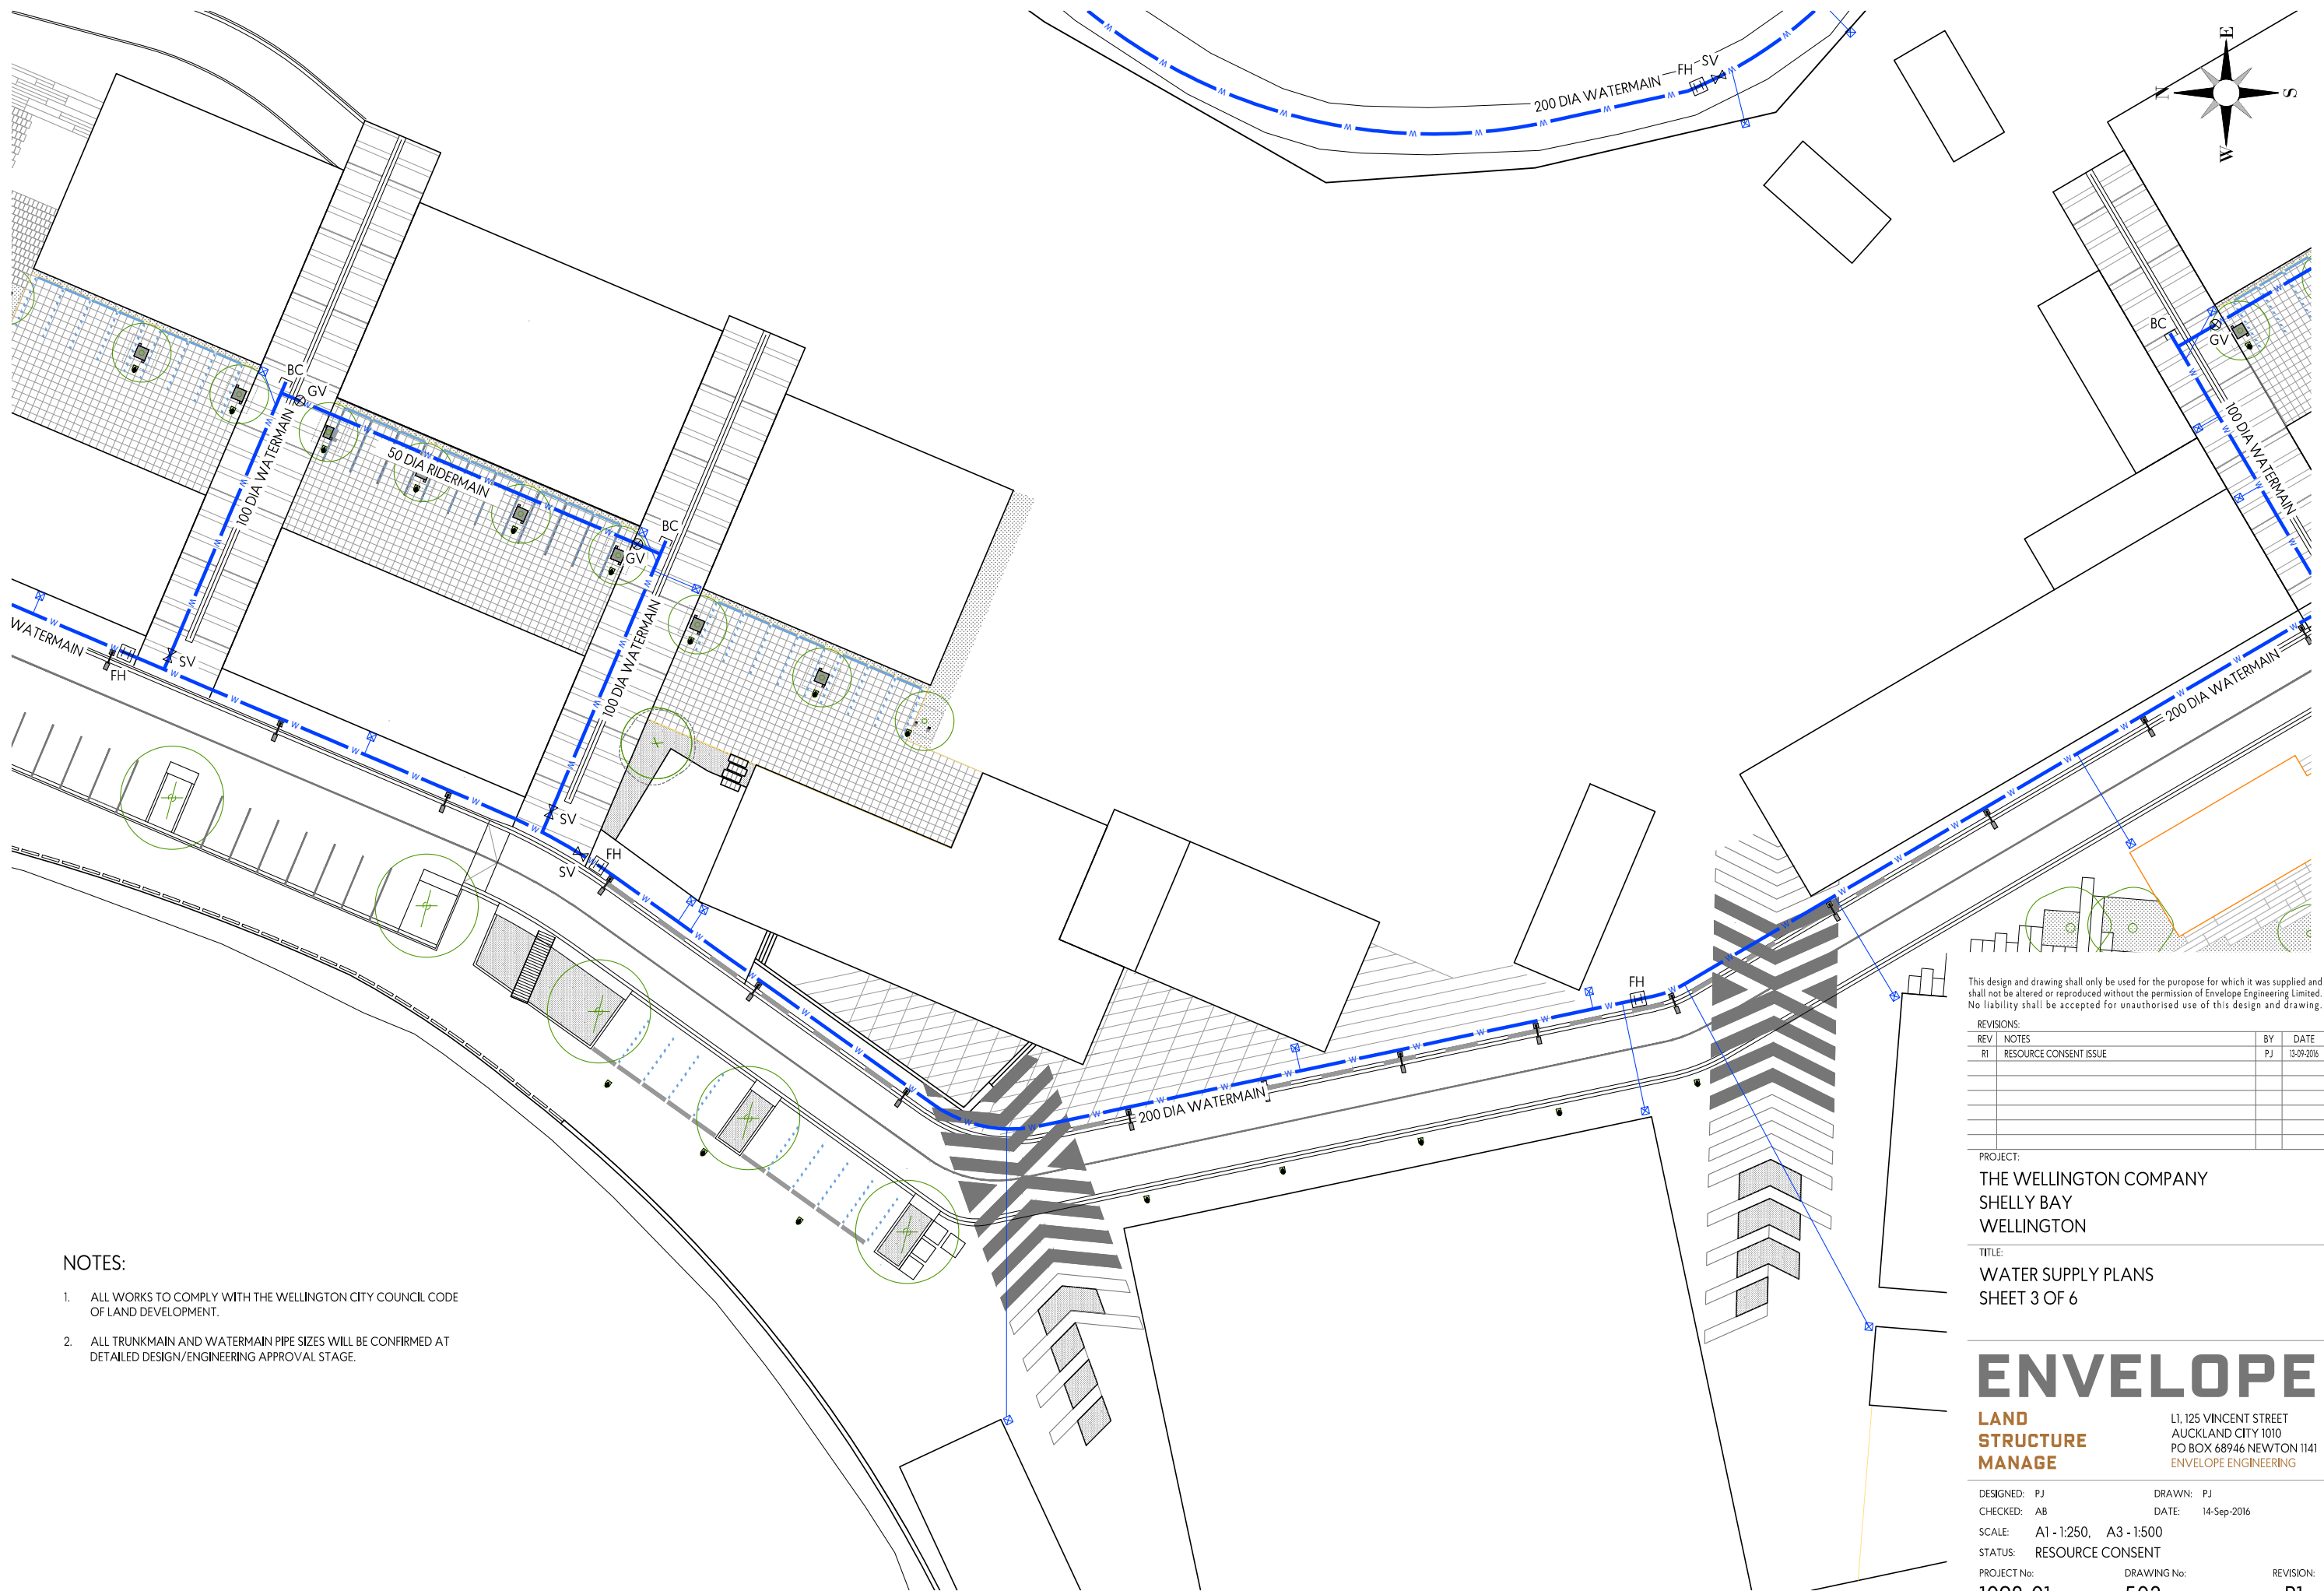 200 DIA WATERMAIN
FH
SV
N
E
S
W
BC
GV
100 DIA WATERMAIN
50 DIA RIDERMAIN
BC
GV
100 DIA WATERMAIN
BC
GV
100 DIA WATERMAIN
WATERMAIN
FH
SV
SV
SV
FH
200 DIA WATERMAIN
FH
200 DIA WATERMAIN
NOTES:
1. ALL WORKS TO COMPLY WITH THE WELLINGTON CITY COUNCIL CODE
OF LAND DEVELOPMENT.
2. ALL TRUNKMAIN AND WATERMAIN PIPE SIZES WILL BE CONFIRMED AT
DETAILED DESIGN/ENGINEERING APPROVAL STAGE.
This design and drawing shall only be used for the puropose for which it was supplied and
shall not be altered or reproduced without the permission of Envelope Engineering Limited.
No liability shall be accepted for unauthorised use of this design and drawing.
REVISIONS:
REV NOTES BY DATE
R1 RESOURCE CONSENT ISSUE PJ 13-09-2016
PROJECT:
THE WELLINGTON COMPANY
SHELLY BAY
WELLINGTON
TITLE:
WATER SUPPLY PLANS
SHEET 3 OF 6
ENVELOPE
LAND
STRUCTURE
MANAGE
L1, 125 VINCENT STREET
AUCKLAND CITY 1010
PO BOX 68946 NEWTON 1141
ENVELOPE ENGINEERING
DESIGNED: PJ DRAWN: PJ
CHECKED: AB DATE: 14-Sep-2016
SCALE: A1 - 1:250, A3 - 1:500
STATUS: RESOURCE CONSENT
PROJECT No: DRAWING No: REVISION: